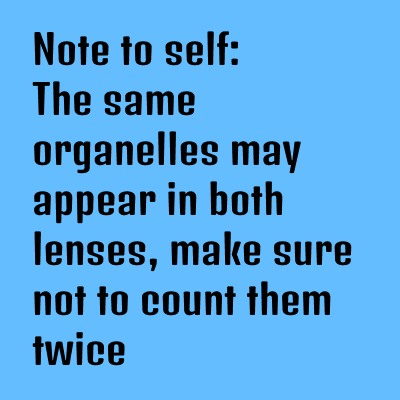 Note to self:
The same
organelles may
appear in both
lenses, make sure
not to count them
twice